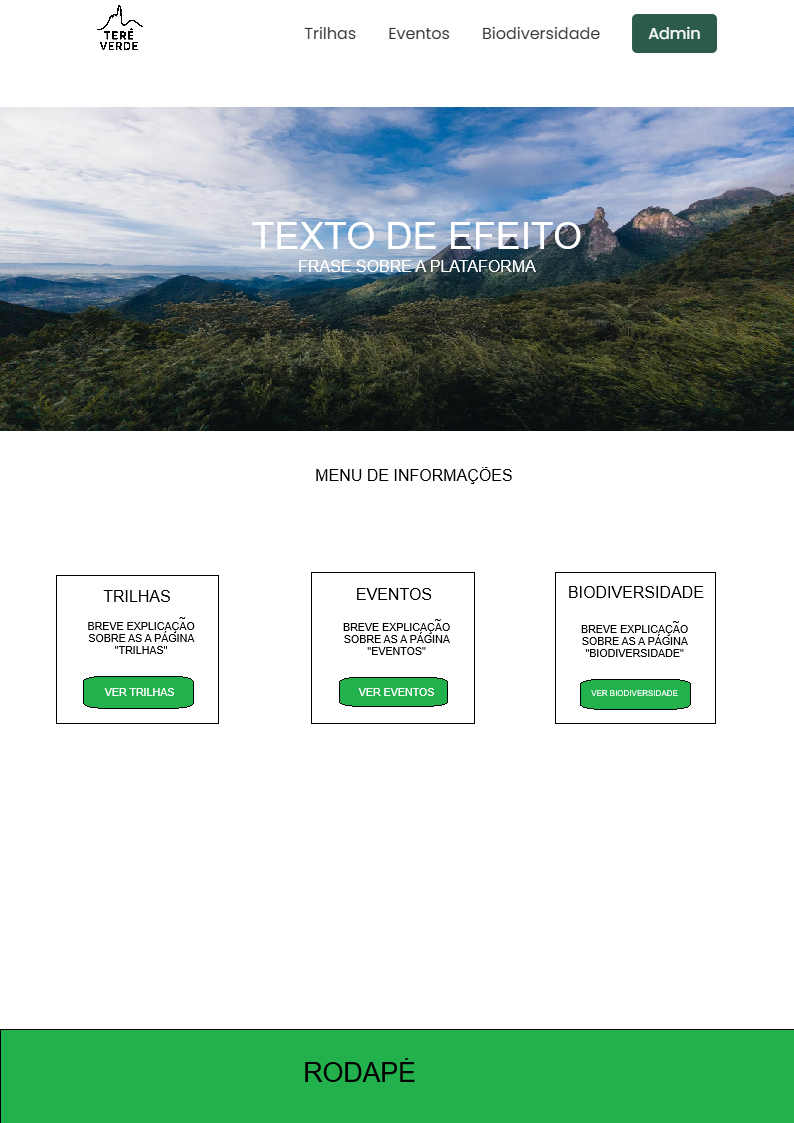 TERÊ
VERDE
Trilhas
Eventos
Biodiversidade
Admin
TEXTO DE EFEITO
FRASE SOBRE A PLATAFORMA
MENU DE INFORMAÇÕES
TRILHAS
BREVE EXPLICAÇÃO
SOBRE AS A PÁGINA
"TRILHAS"
VER TRILHAS
EVENTOS
BREVE EXPLICAÇÃO
SOBRE AS A PÁGINA
"EVENTOS"
VER EVENTOS
BIODIVERSIDADE
BREVE EXPLICAÇÃO
SOBRE AS A PÁGINA
"BIODIVERSIDADE"
VER BIODIVERSIDADE
RODAPÉ